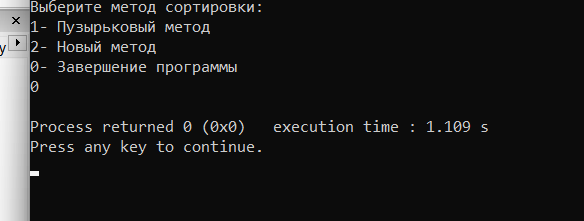 Выберите метод сортировки:
1- Пузырьковый метод
2- Новый метод
0- Завершение программы
0
Process returned 0 (0x0)   execution time : 1.109 s
Press any key to continue.
у